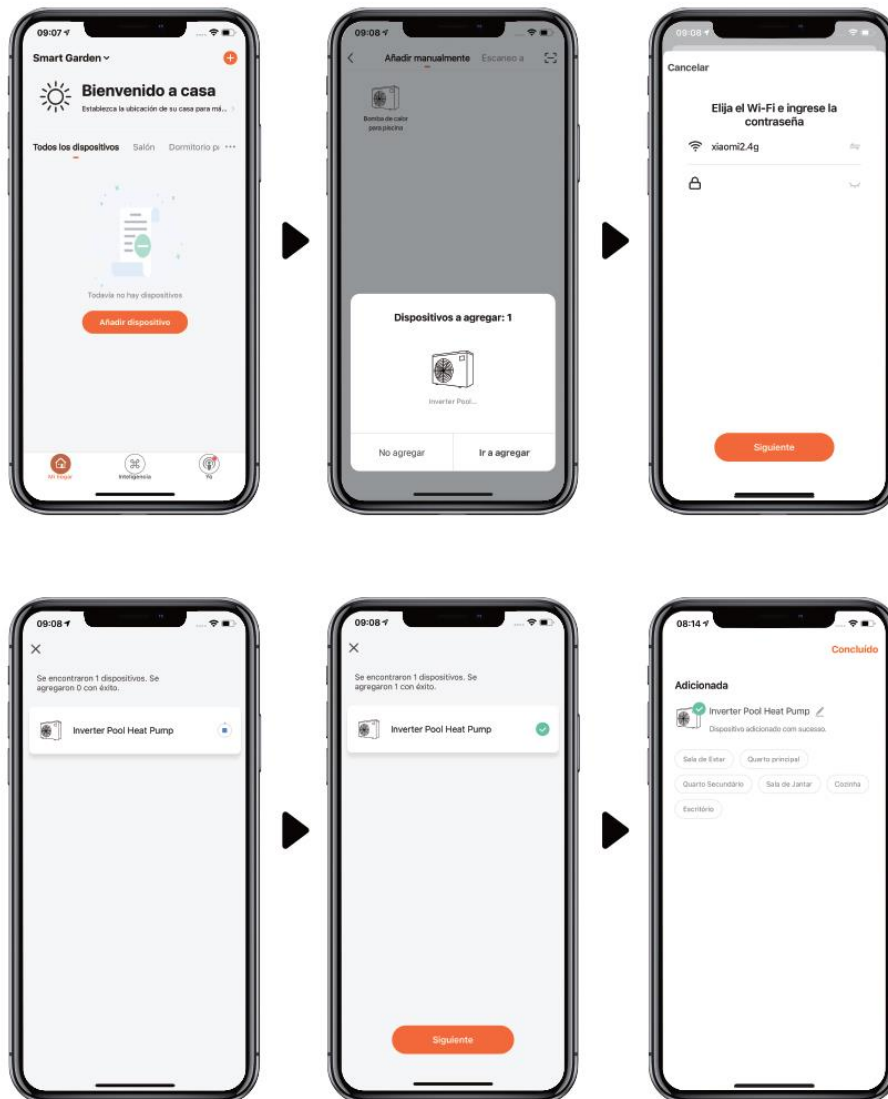 09:07
Smart Garden
Bienvenido a casa
Establezca la ubicación de su casa para má...
Todos los dispositivos Salón Dormitorio p
Todavía no hay dispositivos
Añadir dispositivo
Mi hogar Inteligencia Yo
09:08
Añadir manualmente Escaneo a
Bomba de calor
para piscina
Dispositivos a agregar: 1
Inverter Pool...
No agregar Ir a agregar
09:08
Cancelar
Elija el Wi-Fi e ingrese la
contraseña
xiaomi2.4g
Siguiente
09:08
Se encontraron 1 dispositivos. Se
agregaron 0 con éxito.
Inverter Pool Heat Pump
09:08
Se encontraron 1 dispositivos. Se
agregaron 1 con éxito.
Inverter Pool Heat Pump
Siguiente
08:14
Concluído
Adicionada
Inverter Pool Heat Pump
Dispositivo adicionado com sucesso.
Sala de Estar Quarto principal
Quarto Secundário Sala de Jantar Cozinha
Escritório